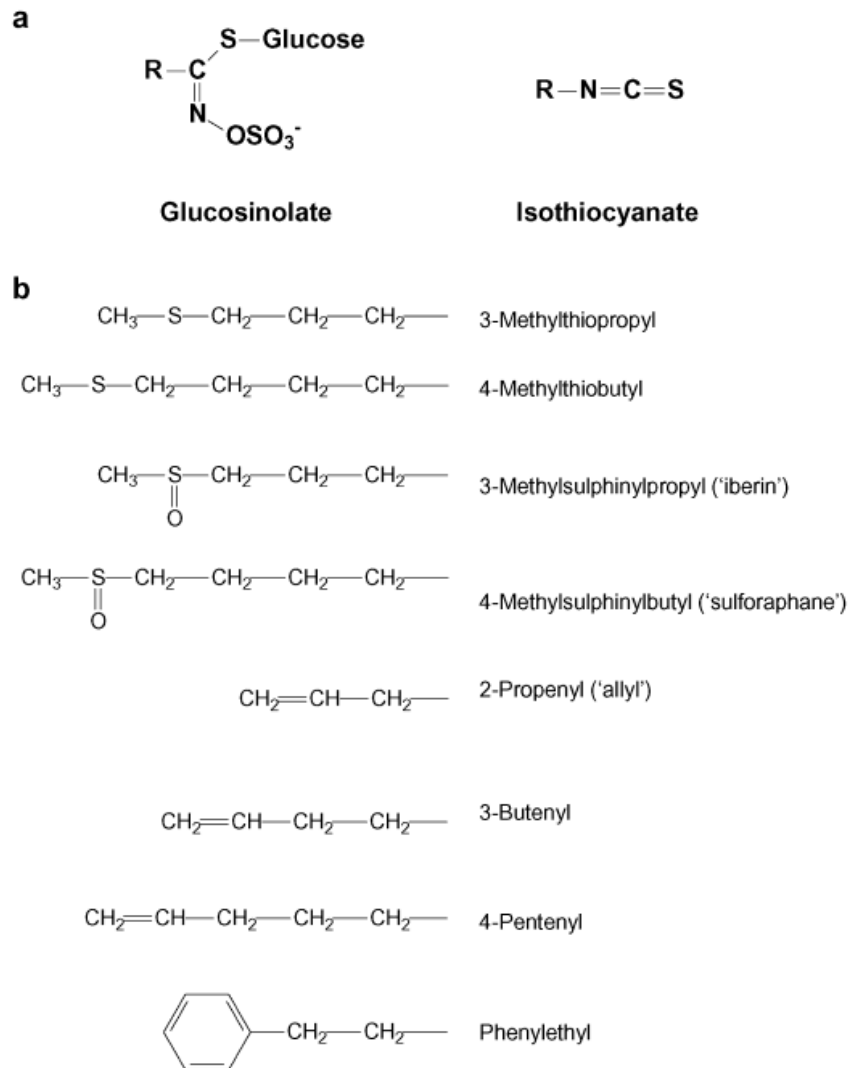 a
S—Glucose
R—C
N
OSO₃⁻
R—N=C=S
Glucosinolate
Isothiocyanate
b
CH₃—S—CH₂—CH₂—CH₂— 3-Methylthiopropyl
CH₃—S—CH₂—CH₂—CH₂—CH₂— 4-Methylthiobutyl
CH₃—S—CH₂—CH₂—CH₂— 3-Methylsulphinylpropyl ('iberin')
O
CH₃—S—CH₂—CH₂—CH₂—CH₂— 4-Methylsulphinylbutyl ('sulforaphane')
O
CH₂=CH—CH₂— 2-Propenyl ('allyl')
CH₂=CH—CH₂—CH₂— 3-Butenyl
CH₂=CH—CH₂—CH₂—CH₂— 4-Pentenyl
CH₂—CH₂— Phenylethyl